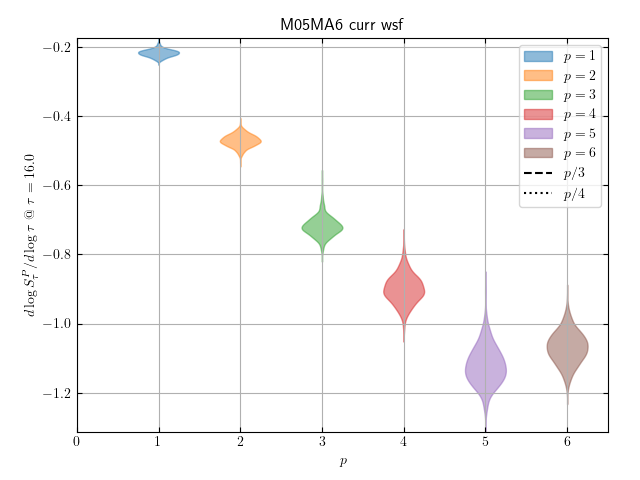 M05MA6 curr wsf
d log S_τ^P / d log τ @ τ = 16.0
−0.2
−0.4
−0.6
−0.8
−1.0
−1.2
0
1
2
3
4
5
6
p
p = 1
p = 2
p = 3
p = 4
p = 5
p = 6
p/3
p/4